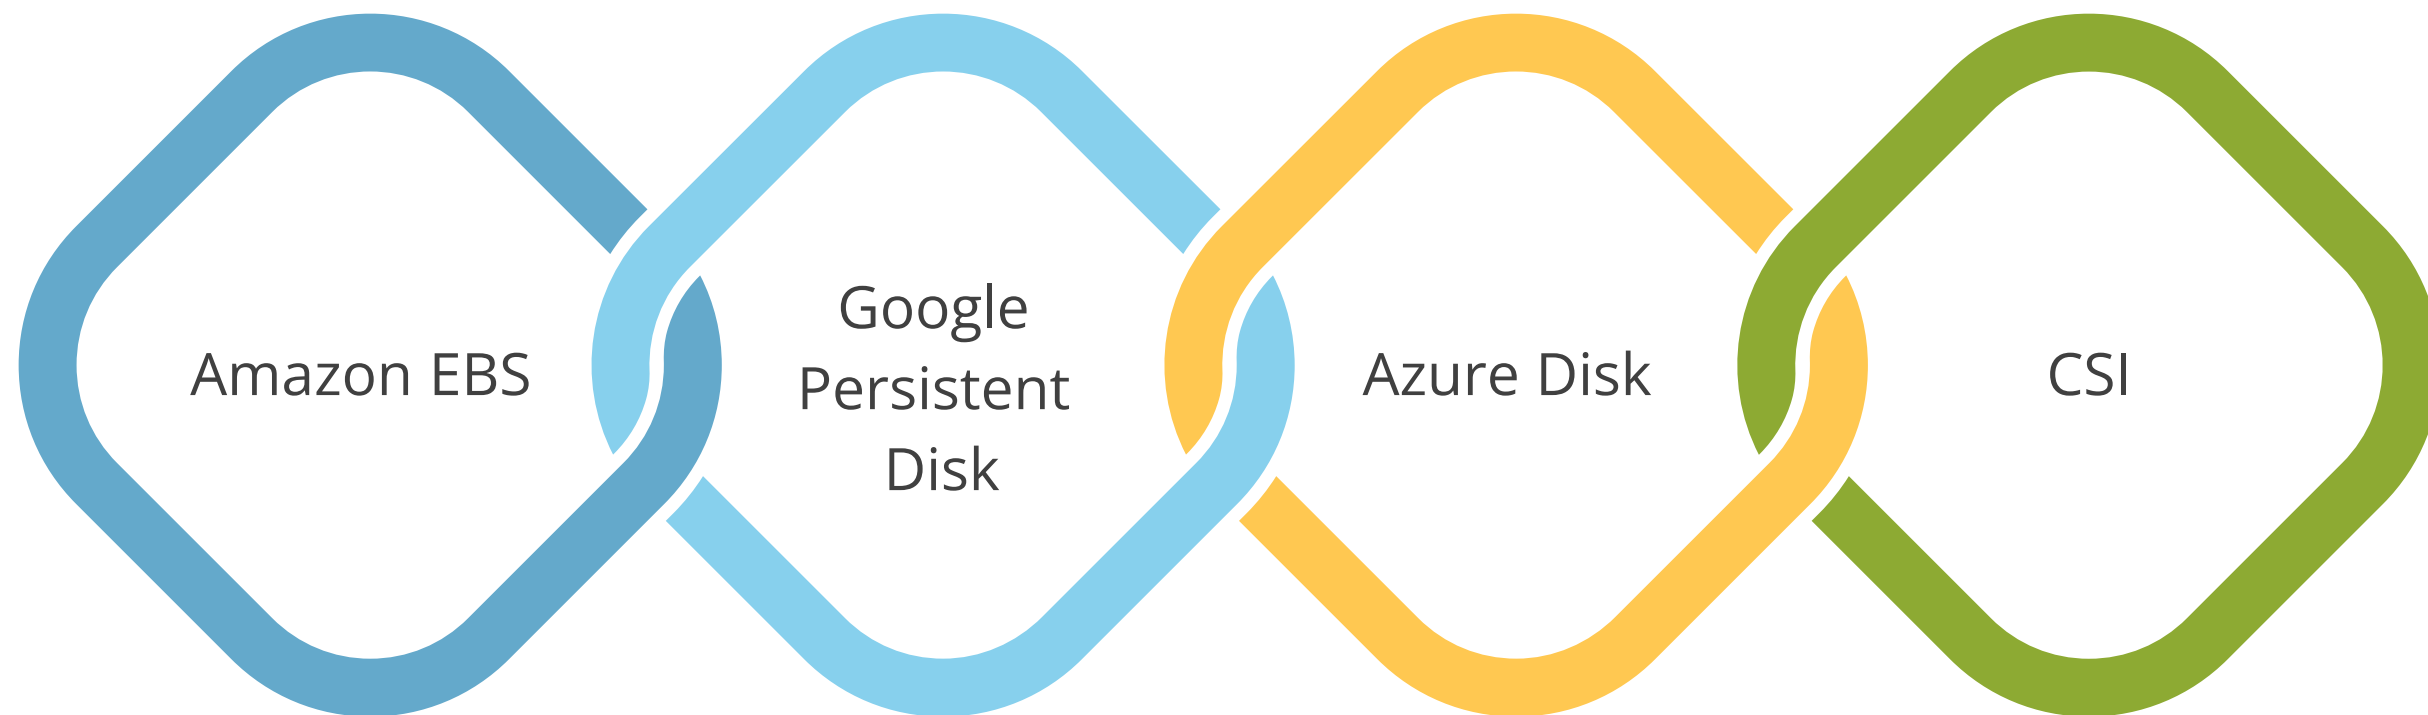 Amazon EBS
Google
Persistent
Disk
Azure Disk
CSI